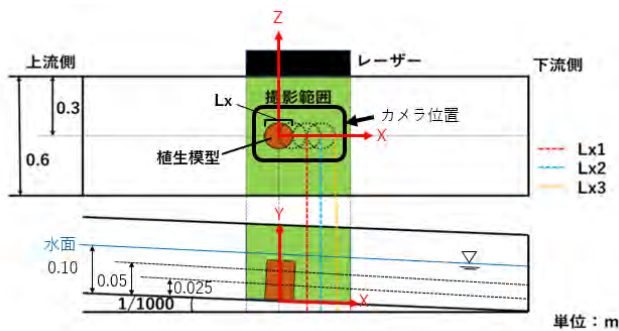 Z
上流側
レーザー
下流側
撮影範囲
Lx
カメラ位置
0.3
X
植生模型
0.6
Lx1
Lx2
Lx3
Y
水面
0.10
0.05
0.025
X
1/1000
単位：m